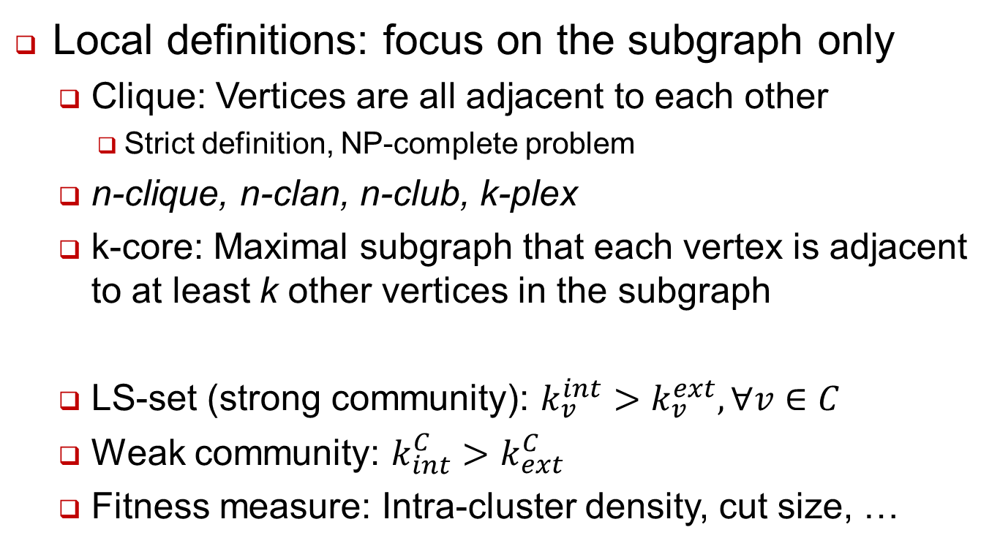 Local definitions: focus on the subgraph only
Clique: Vertices are all adjacent to each other
Strict definition, NP-complete problem
n-clique, n-clan, n-club, k-plex
k-core: Maximal subgraph that each vertex is adjacent
to at least k other vertices in the subgraph
LS-set (strong community): $k_v^{int} > k_v^{ext}, \forall v \in C$
Weak community: $k_{int}^{C} > k_{ext}^{C}$
Fitness measure: Intra-cluster density, cut size, …